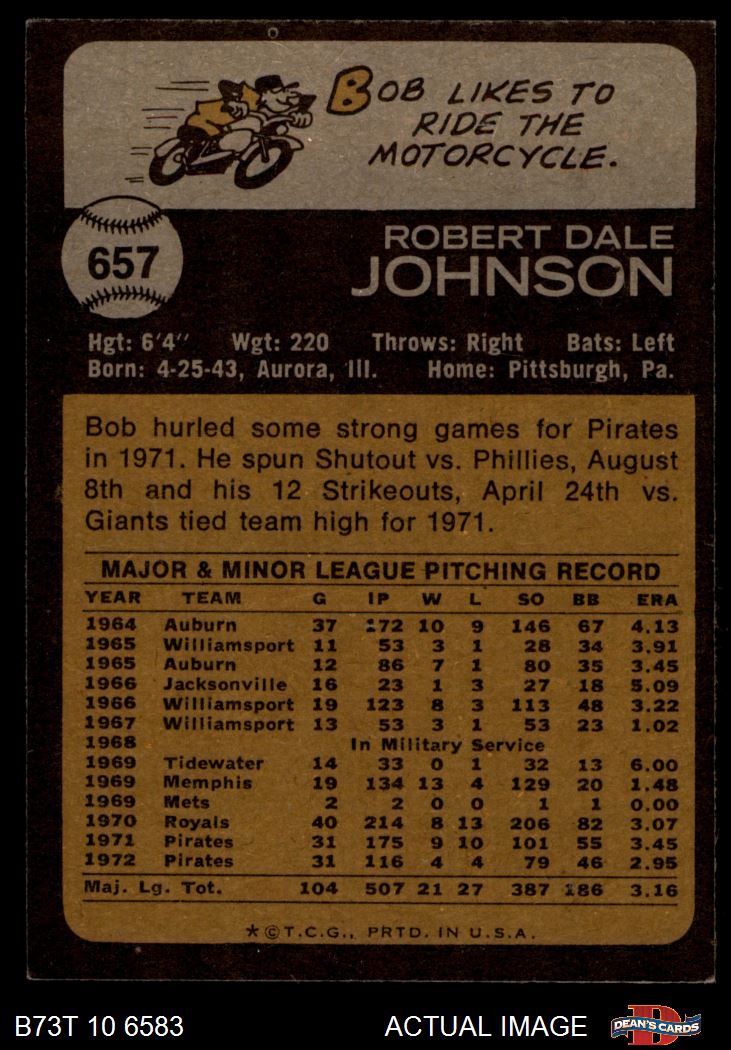 BOB LIKES TO
RIDE THE
MOTORCYCLE.
657
ROBERT DALE
JOHNSON
Hgt: 6'4" Wgt: 220 Throws: Right Bats: Left
Born: 4-25-43, Aurora, Ill. Home: Pittsburgh, Pa.
Bob hurled some strong games for Pirates
in 1971. He spun Shutout vs. Phillies, August
8th and his 12 Strikeouts, April 24th vs.
Giants tied team high for 1971.
MAJOR & MINOR LEAGUE PITCHING RECORD
YEAR TEAM G IP W L SO BB ERA
1964 Auburn 37 172 10 9 146 67 4.13
1965 Williamsport 11 53 3 1 28 34 3.91
1965 Auburn 12 86 7 1 80 35 3.45
1966 Jacksonville 16 23 1 3 27 18 5.09
1966 Williamsport 19 123 8 3 113 48 3.22
1967 Williamsport 13 53 3 1 53 23 1.02
1968 In Military Service
1969 Tidewater 14 33 0 1 32 13 6.00
1969 Memphis 19 134 13 4 129 20 1.48
1969 Mets 2 2 0 0 1 1 0.00
1970 Royals 40 214 8 13 206 82 3.07
1971 Pirates 31 175 9 10 101 55 3.45
1972 Pirates 31 116 4 4 79 46 2.95
Maj. Lg. Tot. 104 507 21 27 387 186 3.16
*©T.C.G., PRTD. IN U.S.A.
B73T 10 6583 ACTUAL IMAGE DEAN'S CARDS